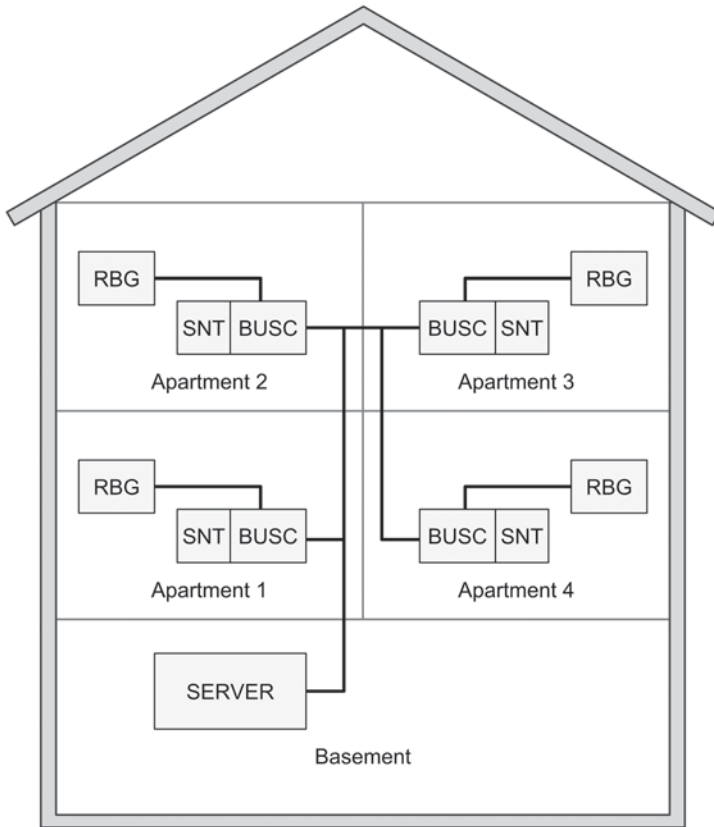 RBG
RBG
SNT BUSC
BUSC SNT
Apartment 2
Apartment 3
RBG
RBG
SNT BUSC
BUSC SNT
Apartment 1
Apartment 4
SERVER
Basement